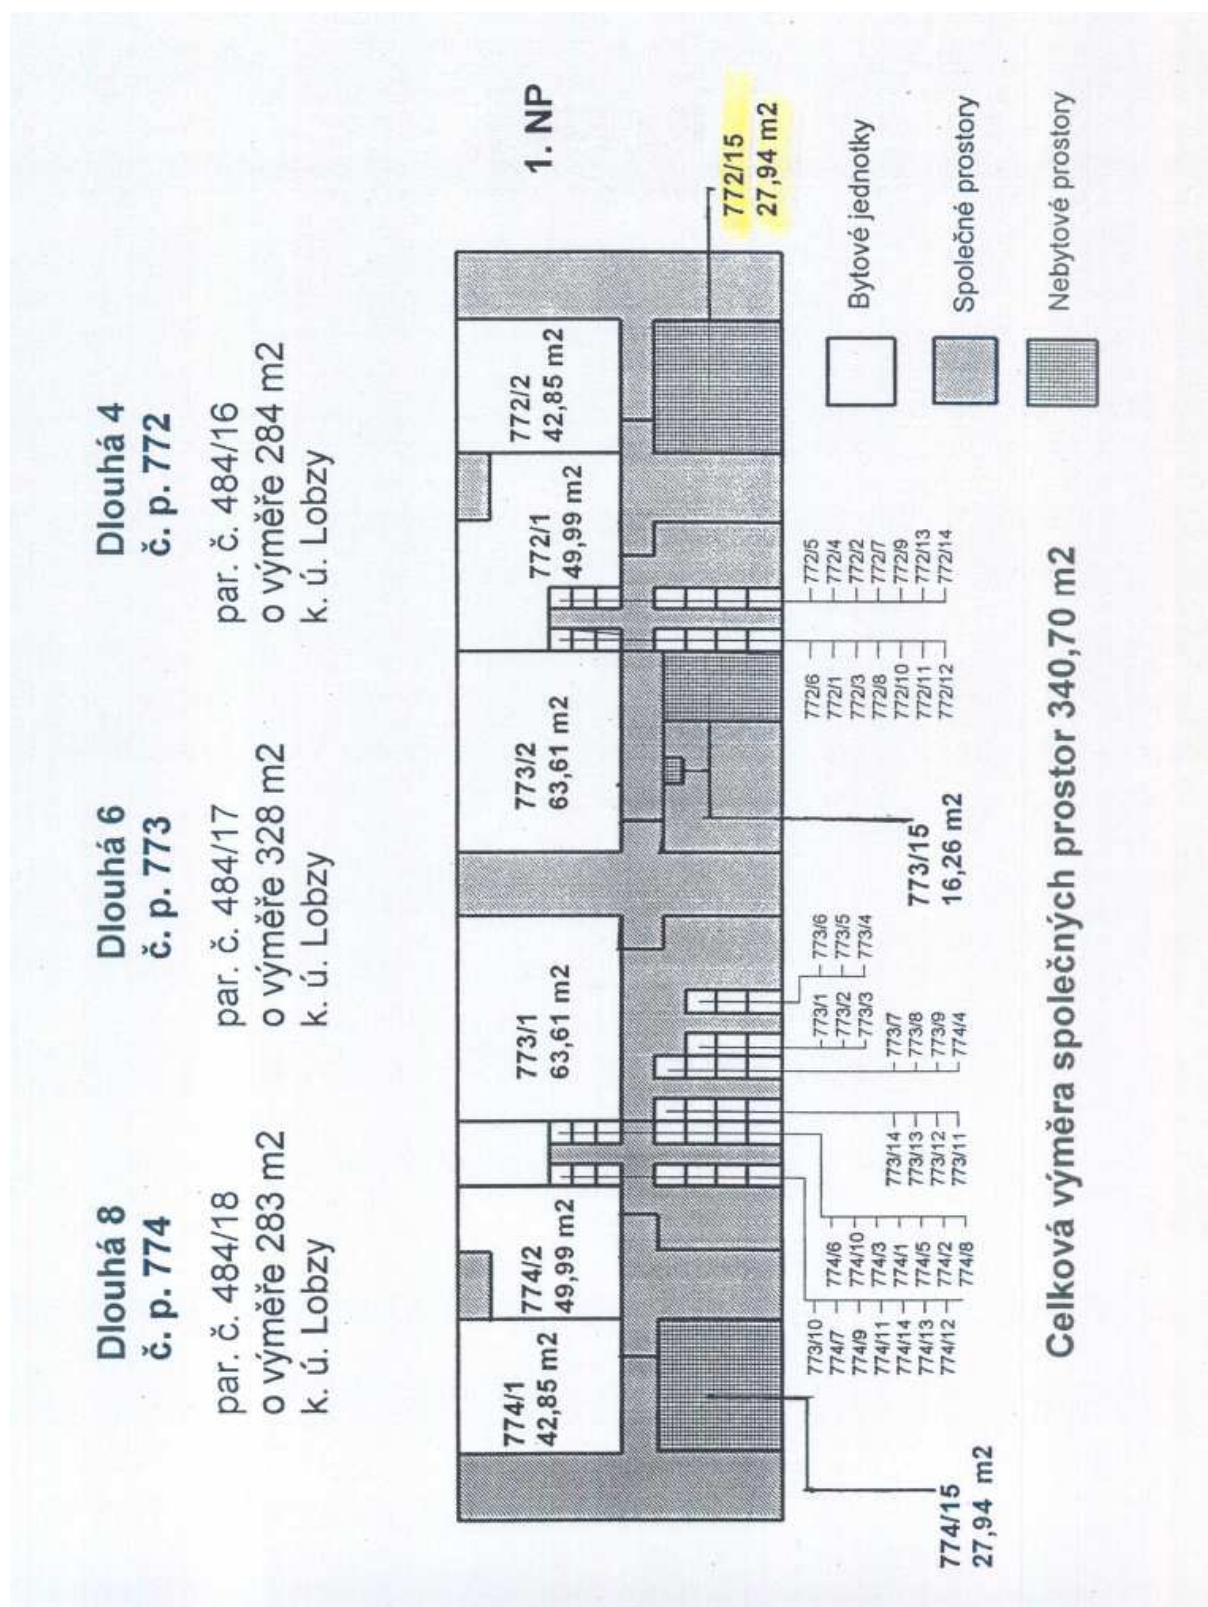 Dlouhá 8
č. p. 774
par. č. 484/18
o výměře 283 m2
k. ú. Lobzy
Dlouhá 6
č. p. 773
par. č. 484/17
o výměře 328 m2
k. ú. Lobzy
Dlouhá 4
č. p. 772
par. č. 484/16
o výměře 284 m2
k. ú. Lobzy
1. NP
774/1
42,85 m2
774/2
49,99 m2
773/1
63,61 m2
773/2
63,61 m2
772/1
49,99 m2
772/2
42,85 m2
772/15
27,94 m2
774/15
27,94 m2
773/10
774/7
774/9
774/11
774/14
774/13
774/12
774/6
774/10
774/3
774/1
774/5
774/2
774/8
773/14
773/13
773/12
773/11
773/7
773/8
773/9
774/4
773/1
773/2
773/3
773/6
773/5
773/4
773/15
16,26 m2
772/6
772/1
772/3
772/8
772/10
772/11
772/12
772/5
772/4
772/2
772/7
772/9
772/13
772/14
Bytové jednotky
Společné prostory
Nebytové prostory
Celková výměra společných prostor 340,70 m2